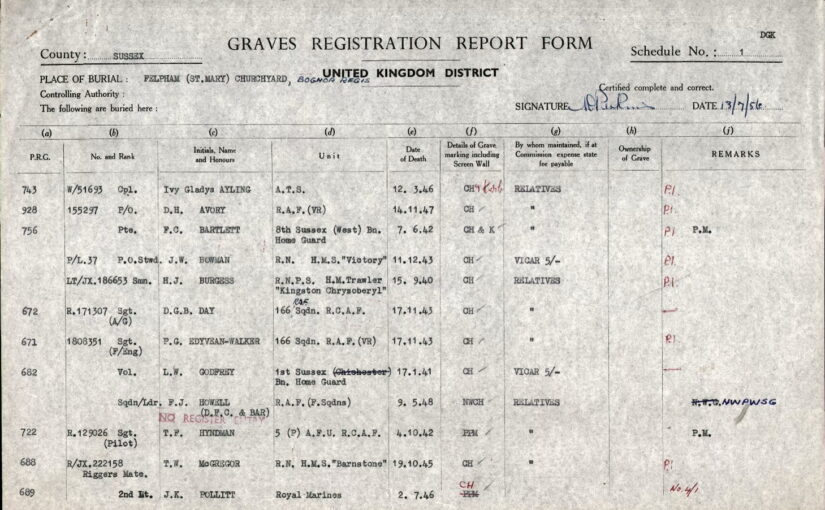 DGK
GRAVES REGISTRATION REPORT FORM
County: SUSSEX
Schedule No.: 1
UNITED KINGDOM DISTRICT
PLACE OF BURIAL : FELPHAM (ST.MARY) CHURCHYARD, BOGNOR REGIS
Controlling Authority :
Certified complete and correct.
The following are buried here :
SIGNATURE DATE 13/7/56
(a) (b) (c) (d) (e) (f) (g) (h) (j)
P.R.G. No. and Rank Initials, Name and Honours Unit Date of Death Details of Grave marking including Screen Wall By whom maintained, if at Commission expense state fee payable Ownership of Grave REMARKS
743 W/51693 Cpl. Ivy Gladys AYLING A.T.S. 12. 3.46 CH & Kerb RELATIVES P.1.
928 155297 P/O. D.H. AVORY R.A.F.(VR) 14.11.47 CH " P.1.
756 Pte. F.C. BARTLETT 8th Sussex (West) Bn. 7. 6.42 CH & K " P.1 P.M.
Home Guard
P/L.37 P.O.Stwd. J.W. BOWMAN R.N. H.M.S."Victory" 11.12.43 CH VICAR 5/- P.1.
LT/JX.186653 Smn. H.J. BURGESS R.N.P.S. H.M.Trawler 15. 9.40 CH RELATIVES P.1.
"Kingston Chrysoberyl"
RAF
672 R.171307 Sgt. D.G.B. DAY 166 Sqdn. R.C.A.F. 17.11.43 CH "
(A/G)
671 1808351 Sgt. P.G. EDYVEAN-WALKER 166 Sqdn. R.A.F.(VR) 17.11.43 CH " P.1.
(F/Eng)
682 Vol. L.W. GODFREY 1st Sussex (Chichester) 17.1.41 CH VICAR 5/-
Bn. Home Guard
Sqdn/Ldr. F.J. HOWELL R.A.F.(F.Sqdns) 9. 5.48 NWCH RELATIVES N.W.G. NWPWSG
(D.F.C. & BAR)
NO REGISTER ENTRY
722 R.129026 Sgt. T.F. HYNDMAN 5 (P) A.F.U. R.C.A.F. 4.10.42 PPM " P.M.
(Pilot)
688 R/JX.222158 T.W. McGREGOR R.N. H.M.S."Barnstone" 19.10.45 CH " P.1
Riggers Mate.
CH
689 2nd Lt. J.K. POLLITT Royal Marines 2. 7.46 PPM " No 4/1